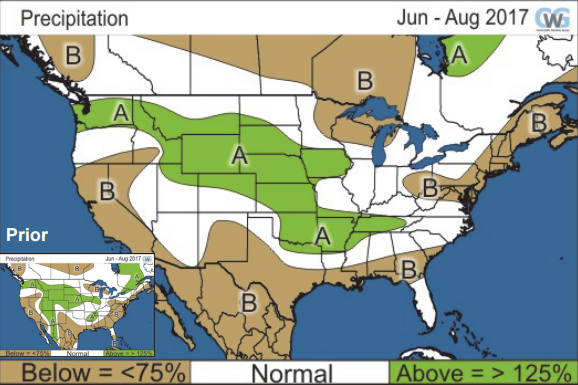 Precipitation
Jun - Aug 2017
CWG
B
A
B
A
B
A
B
B
A
B
B
Prior
Precipitation
Jun - Aug 2017
Below = <75%
Normal
Above = > 125%
Below = <75%
Normal
Above = > 125%